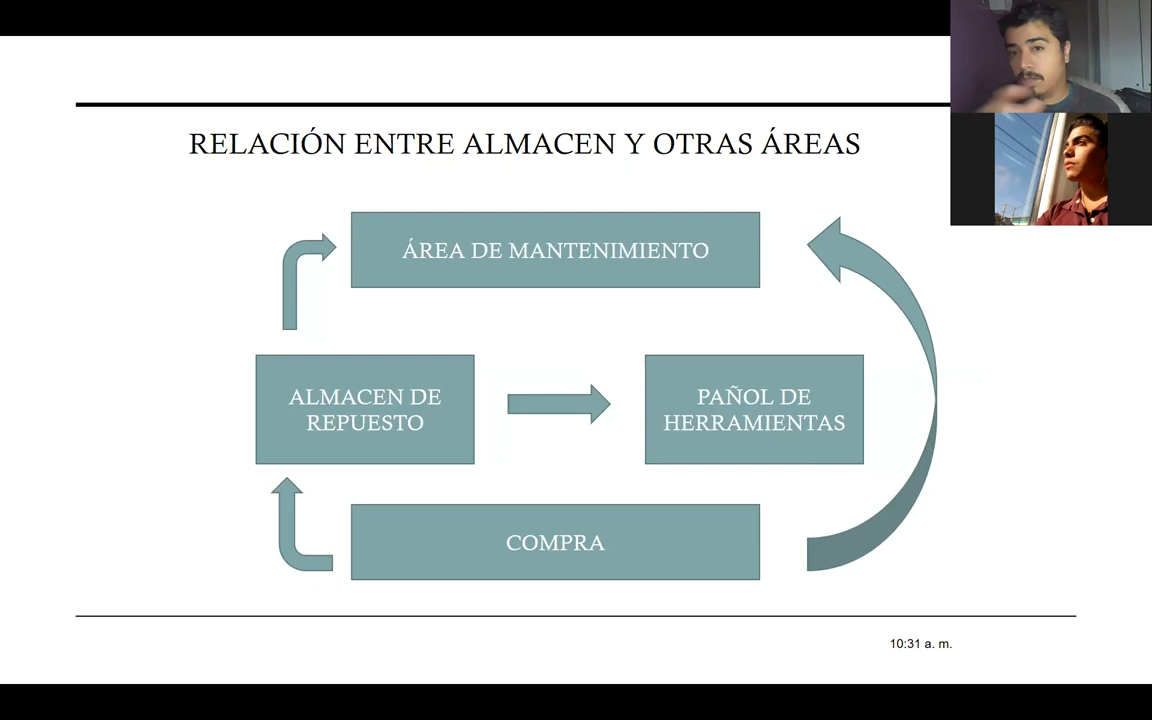 RELACIÓN ENTRE ALMACEN Y OTRAS ÁREAS
ÁREA DE MANTENIMIENTO
ALMACEN DE
REPUESTO
PAÑOL DE
HERRAMIENTAS
COMPRA
10:31 a. m.